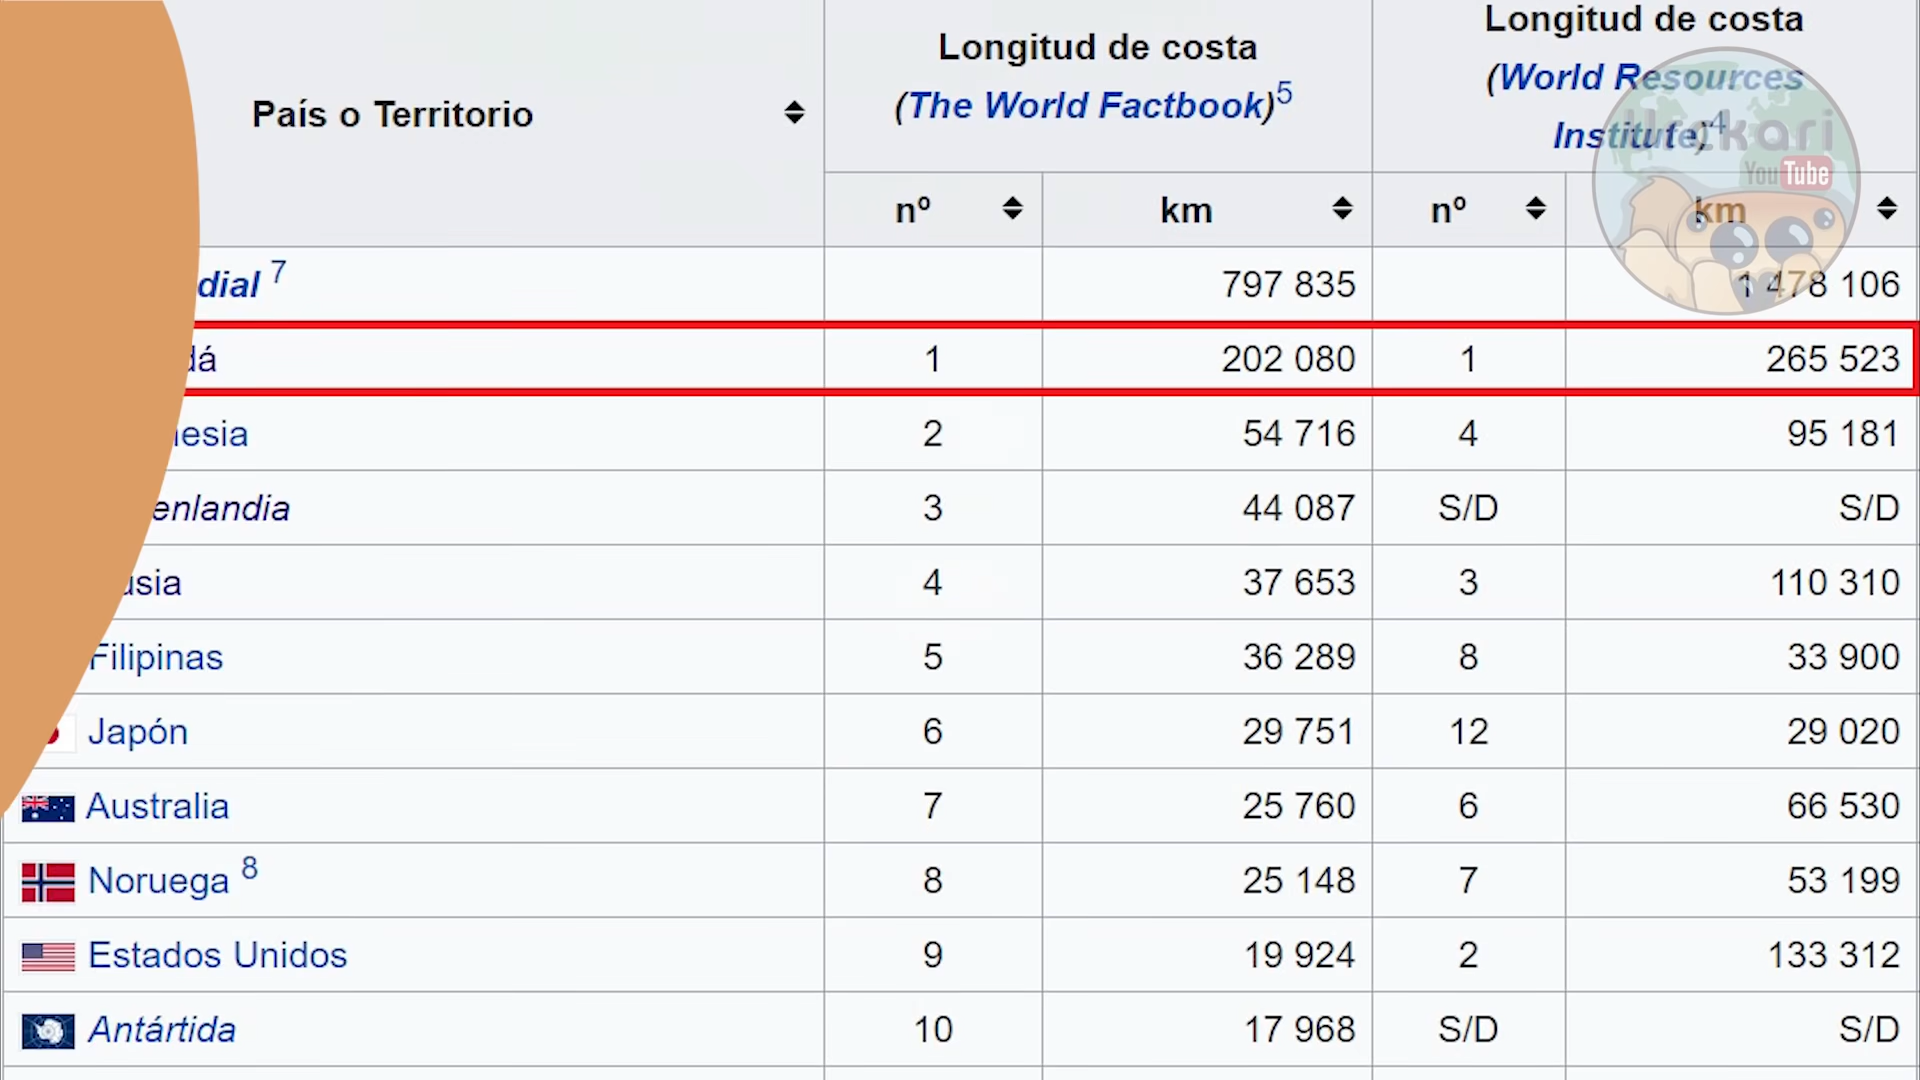 País o Territorio
Longitud de costa
(The World Factbook)5
Longitud de costa
(World Resources
Institute)4
nº km nº km
dial 7 797 835 1 478 106
dá 1 202 080 1 265 523
nesia 2 54 716 4 95 181
enlandia 3 44 087 S/D S/D
usia 4 37 653 3 110 310
Filipinas 5 36 289 8 33 900
Japón 6 29 751 12 29 020
Australia 7 25 760 6 66 530
Noruega 8 8 25 148 7 53 199
Estados Unidos 9 19 924 2 133 312
Antártida 10 17 968 S/D S/D
YouTube